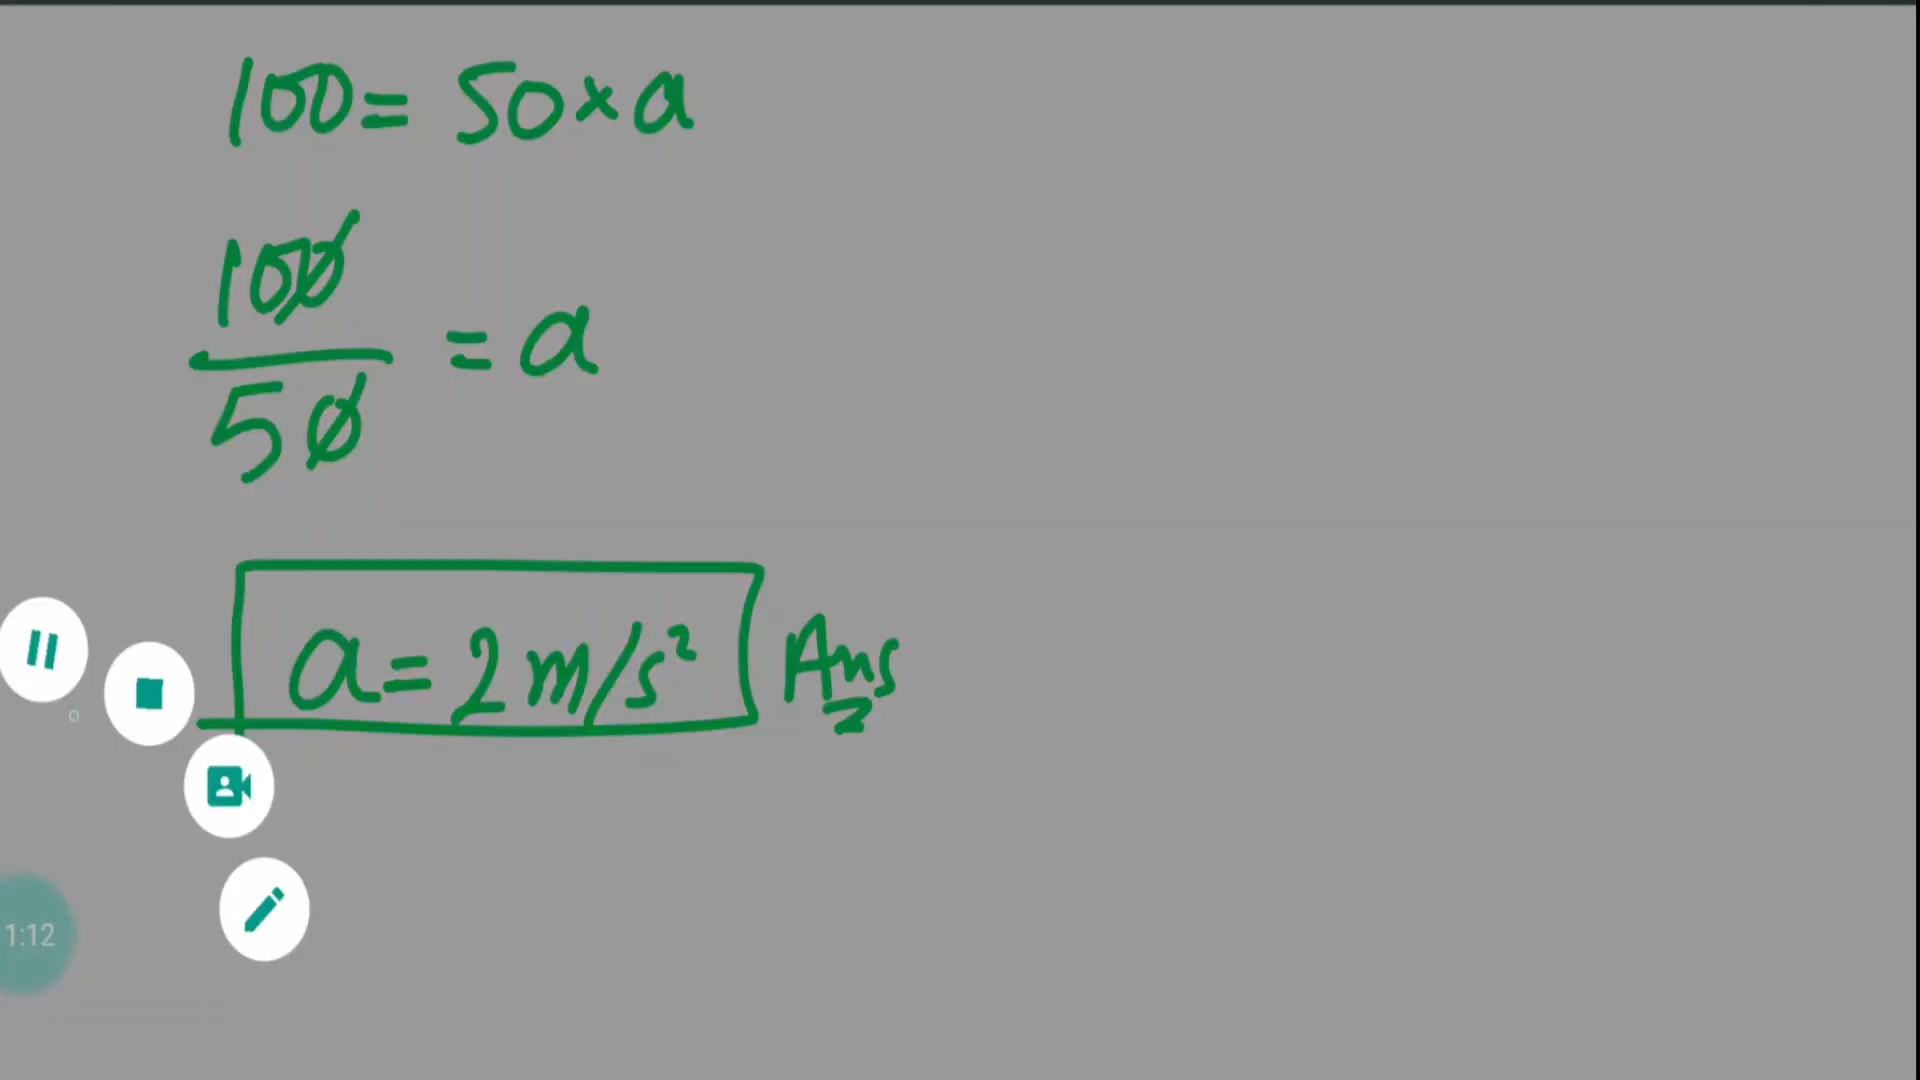 100 = 50 × a
100
50
= a
a = 2 m/s² Ans
1:12